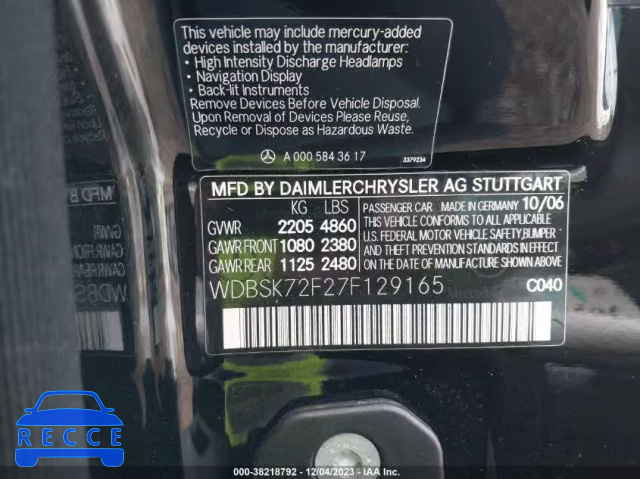 This vehicle may include mercury-added
devices installed by the manufacturer:
• High Intensity Discharge Headlamps
• Navigation Display
• Back-lit Instruments
Remove Devices Before Vehicle Disposal.
Upon Removal of Devices Please Reuse,
Recycle or Dispose as Hazardous Waste.
A 000 584 36 17 3379234
MFD BY DAIMLERCHRYSLER AG STUTTGART
KG LBS
GVWR 2205 4860
GAWR FRONT 1080 2380
GAWR REAR 1125 2480
PASSENGER CAR. MADE IN GERMANY 10/06
THIS VEHICLE CONFORMS TO ALL APPLICABLE
U.S. FEDERAL MOTOR VEHICLE SAFETY, BUMPER
AND THEFT PREVENTION STANDARDS IN EFFECT
ON THE DATE OF MANUFACTURE SHOWN ABOVE.
WDBSK72F27F129165 C040
RECCE
000-38218792 - 12/04/2023 - IAA Inc.